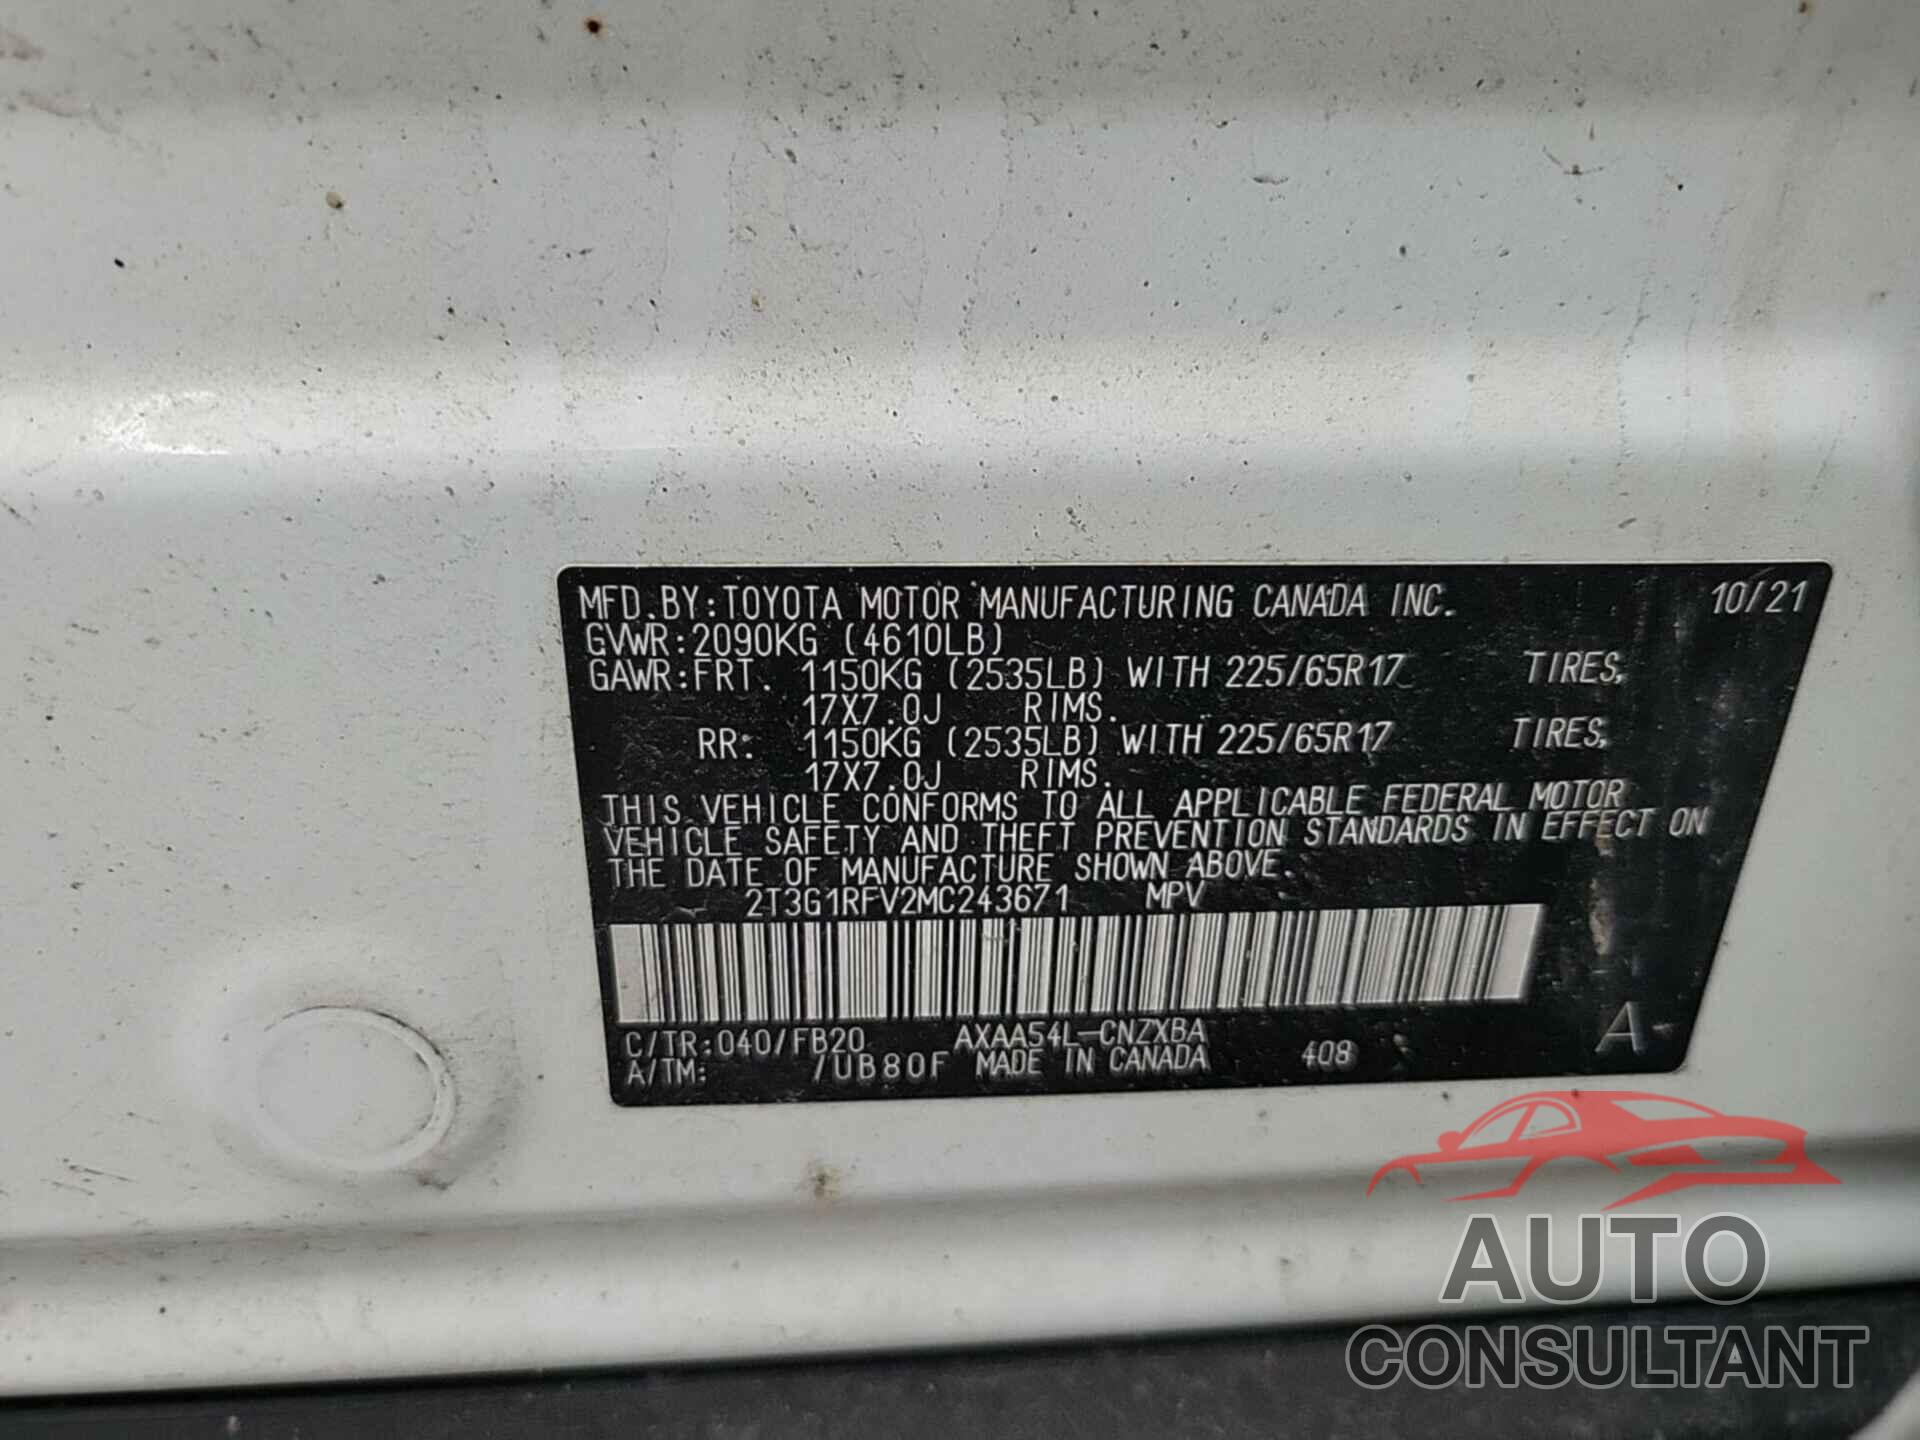 MFD.BY:TOYOTA MOTOR MANUFACTURING CANADA INC. 10/21
GVWR:2090KG (4610LB)
GAWR:FRT. 1150KG (2535LB) WITH 225/65R17 TIRES,
17X7.0J RIMS.
RR: 1150KG (2535LB) WITH 225/65R17 TIRES,
17X7.0J RIMS.
THIS VEHICLE CONFORMS TO ALL APPLICABLE FEDERAL MOTOR
VEHICLE SAFETY AND THEFT PREVENTION STANDARDS IN EFFECT ON
THE DATE OF MANUFACTURE SHOWN ABOVE.
2T3G1RFV2MC243671 MPV
C/TR:040/FB20 AXAA54L-CNZXBA
A/TM: /UB80F MADE IN CANADA 408 A
AUTO
CONSULTANT